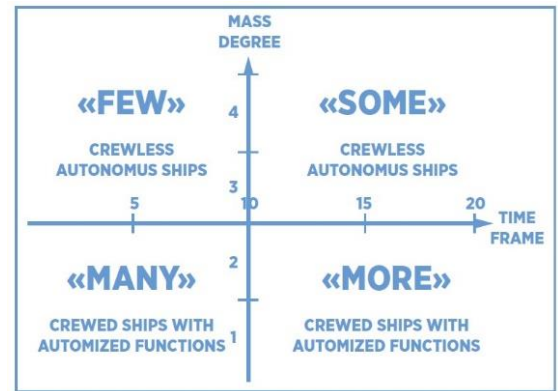 MASS
DEGREE
«FEW»
«SOME»
4
CREWLESS
AUTONOMUS SHIPS
CREWLESS
AUTONOMUS SHIPS
3
5
10
15
20
TIME
FRAME
2
«MANY»
«MORE»
CREWED SHIPS WITH
AUTOMIZED FUNCTIONS
1
CREWED SHIPS WITH
AUTOMIZED FUNCTIONS